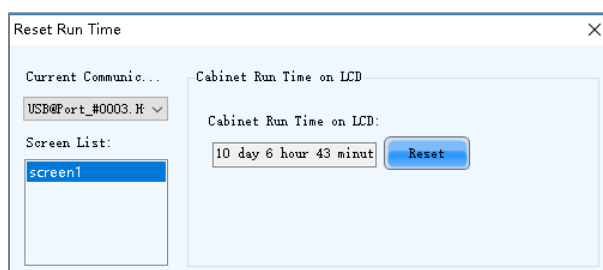 Reset Run Time
Current Communic...
USB@Port_#0003.H
Screen List:
screen1
Cabinet Run Time on LCD
Cabinet Run Time on LCD:
10 day 6 hour 43 minut
Reset